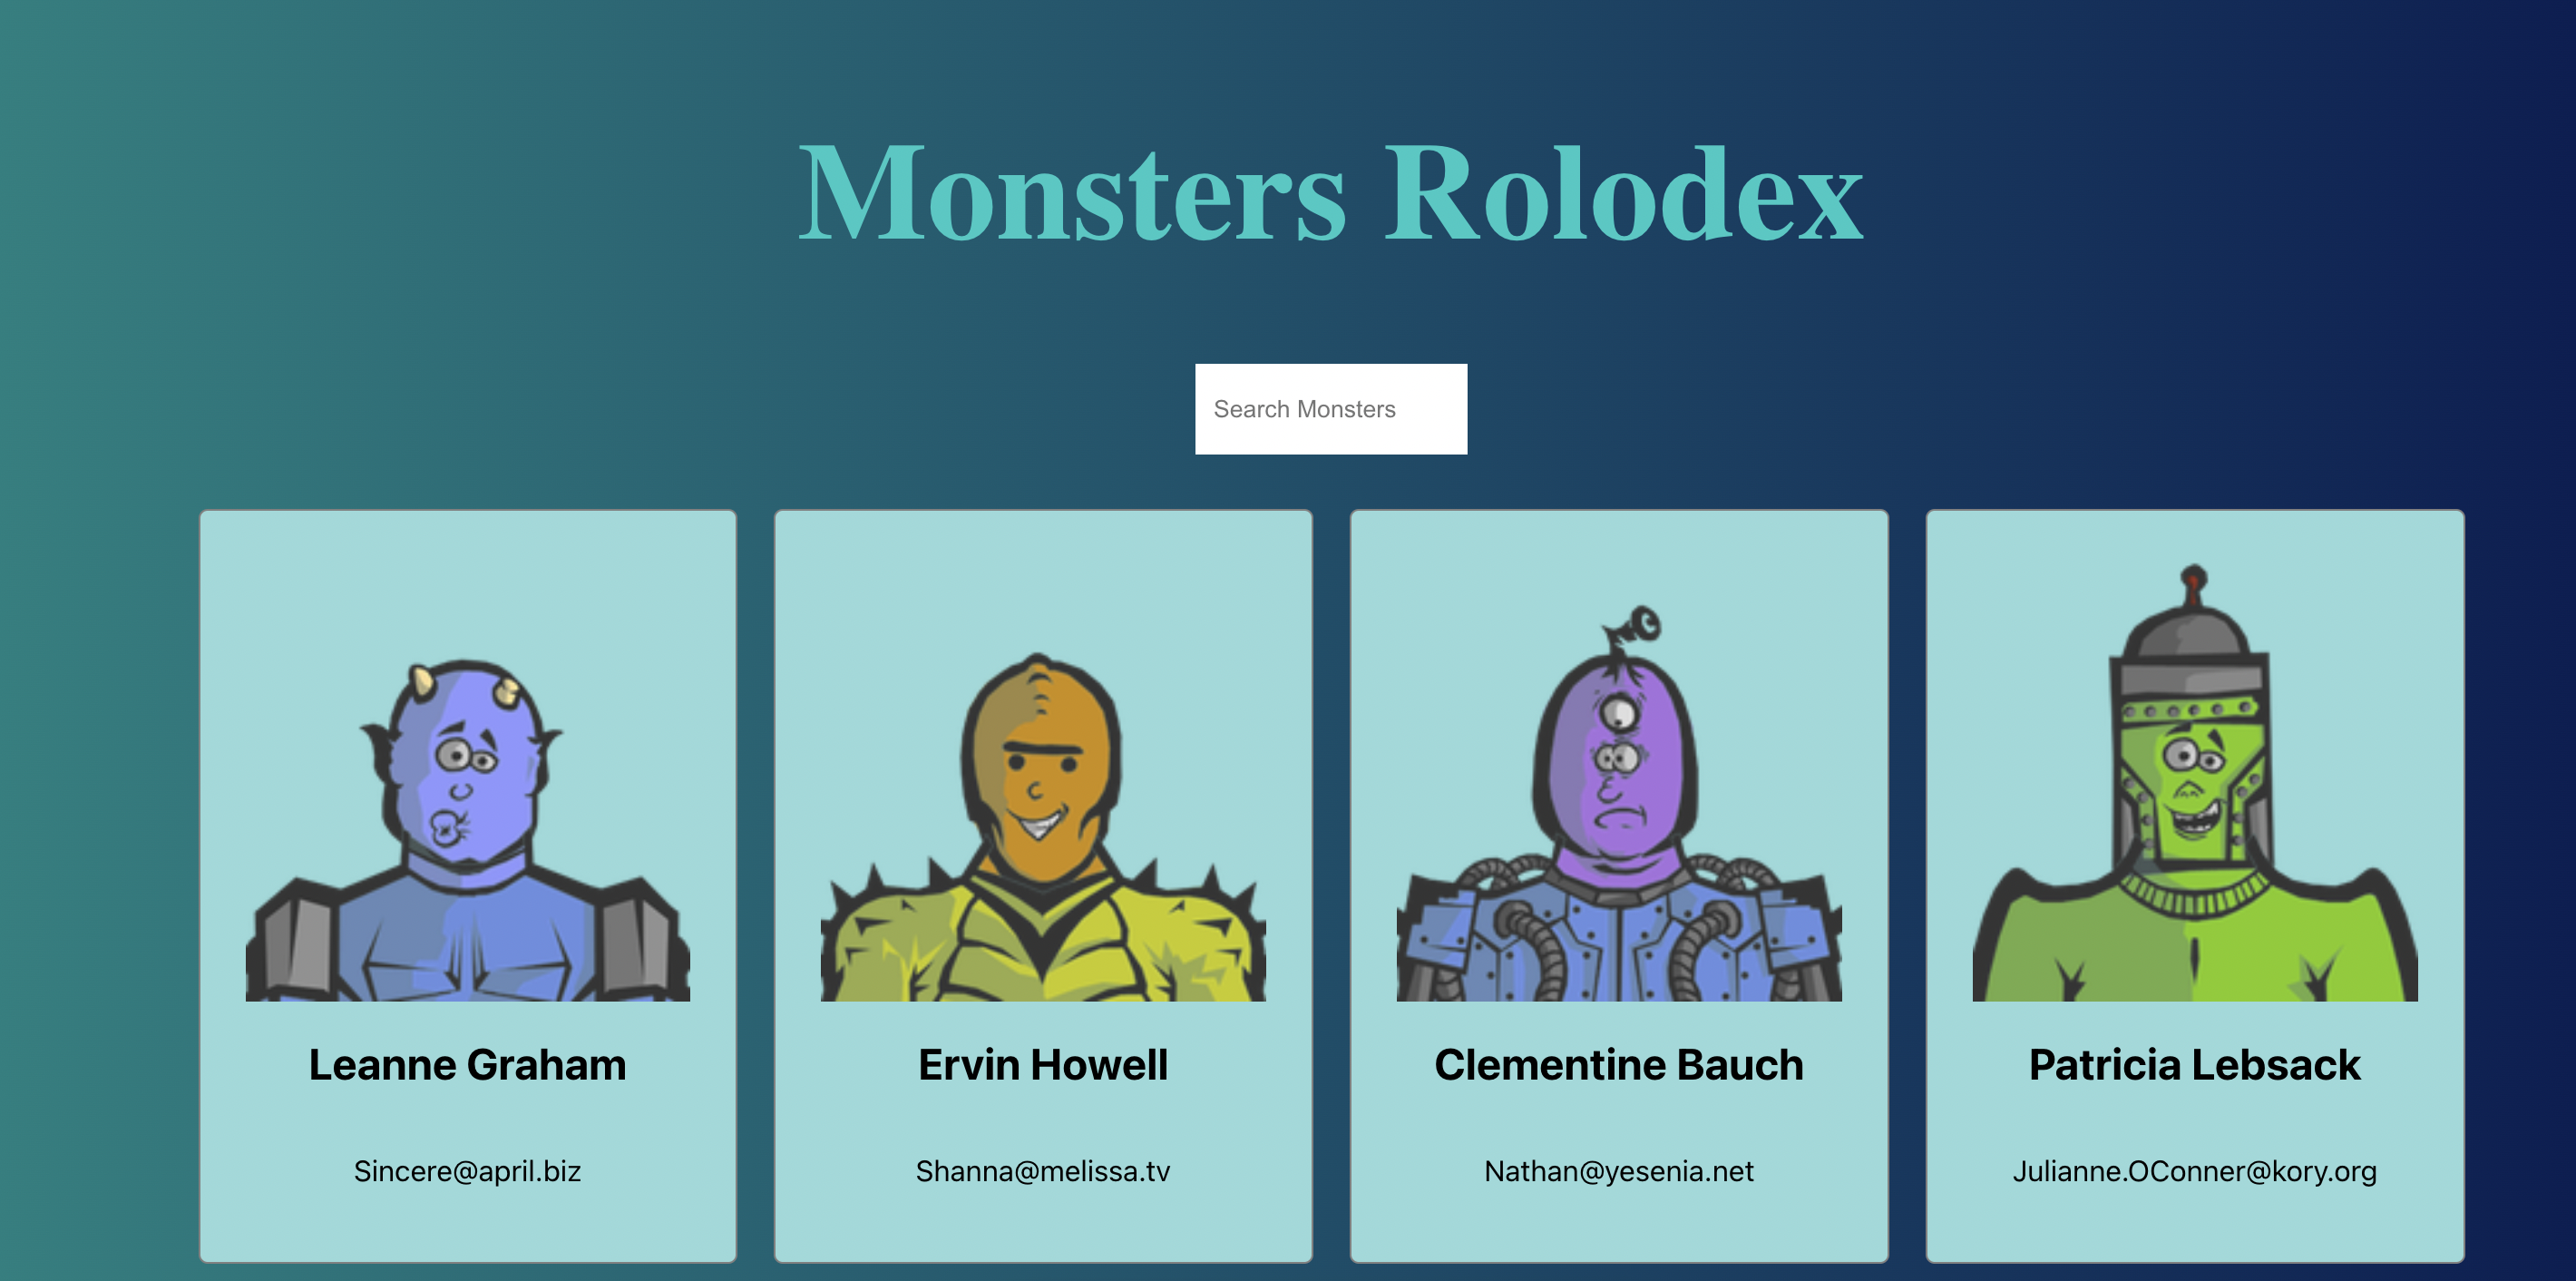 Monsters Rolodex
Search Monsters
Leanne Graham
Sincere@april.biz
Ervin Howell
Shanna@melissa.tv
Clementine Bauch
Nathan@yesenia.net
Patricia Lebsack
Julianne.OConner@kory.org